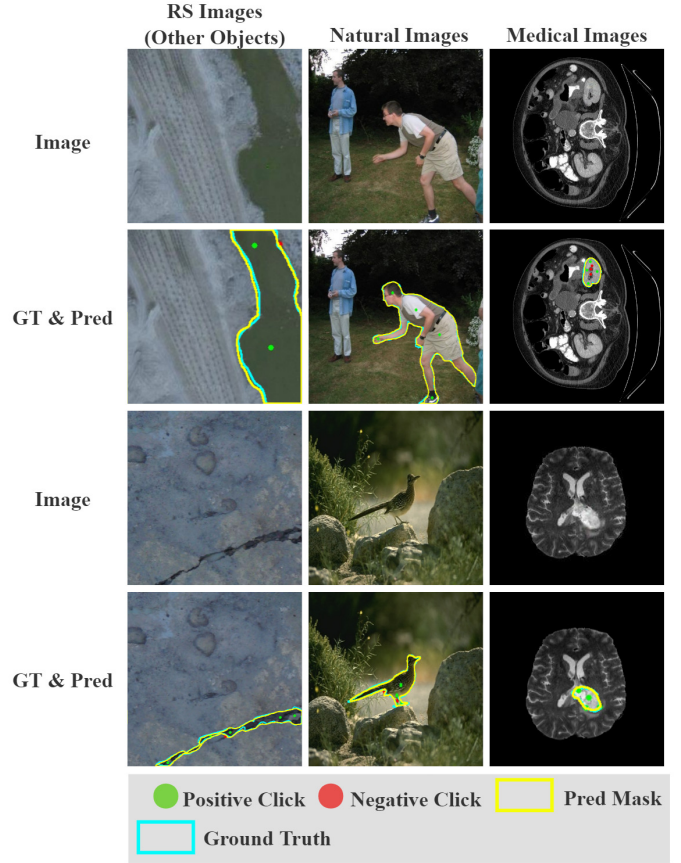 RS Images
(Other Objects)
Natural Images
Medical Images
Image
GT & Pred
Image
GT & Pred
Positive Click
Negative Click
Pred Mask
Ground Truth